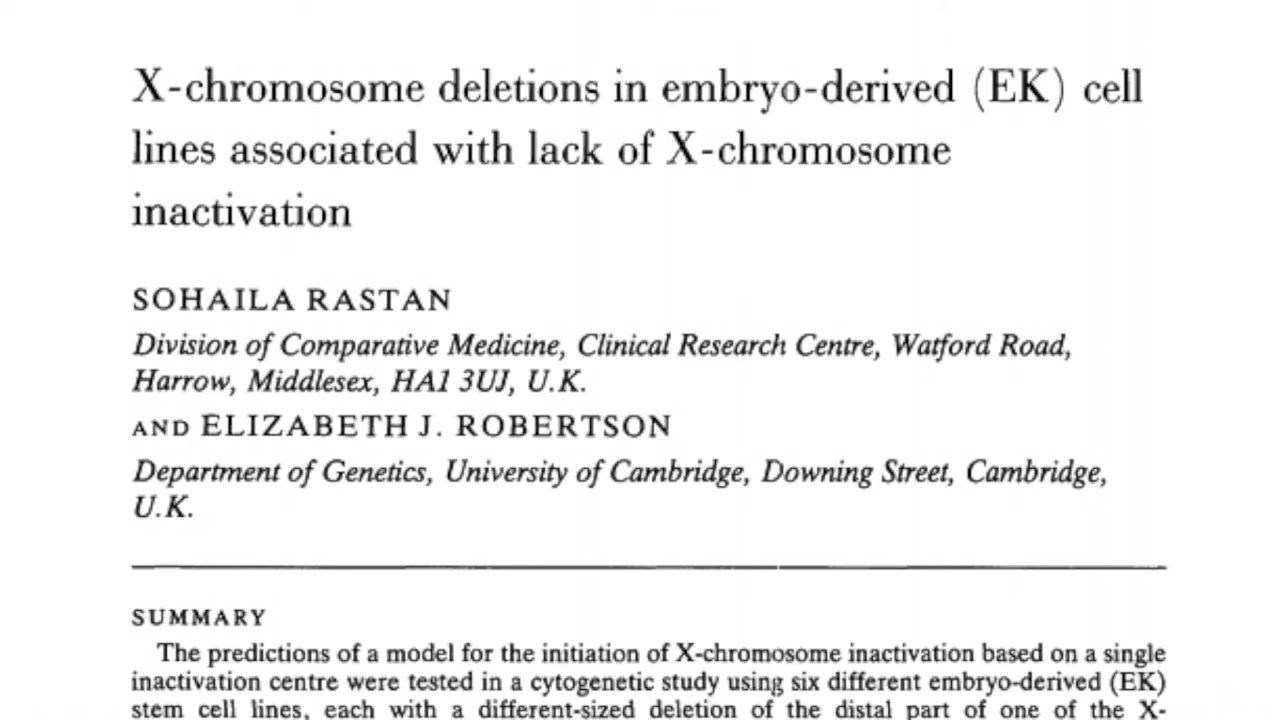 X-chromosome deletions in embryo-derived (EK) cell
lines associated with lack of X-chromosome
inactivation
SOHAILA RASTAN
Division of Comparative Medicine, Clinical Research Centre, Watford Road,
Harrow, Middlesex, HA1 3UJ, U.K.
AND ELIZABETH J. ROBERTSON
Department of Genetics, University of Cambridge, Downing Street, Cambridge,
U.K.
SUMMARY
The predictions of a model for the initiation of X-chromosome inactivation based on a single
inactivation centre were tested in a cytogenetic study using six different embryo-derived (EK)
stem cell lines, each with a different-sized deletion of the distal part of one of the X-